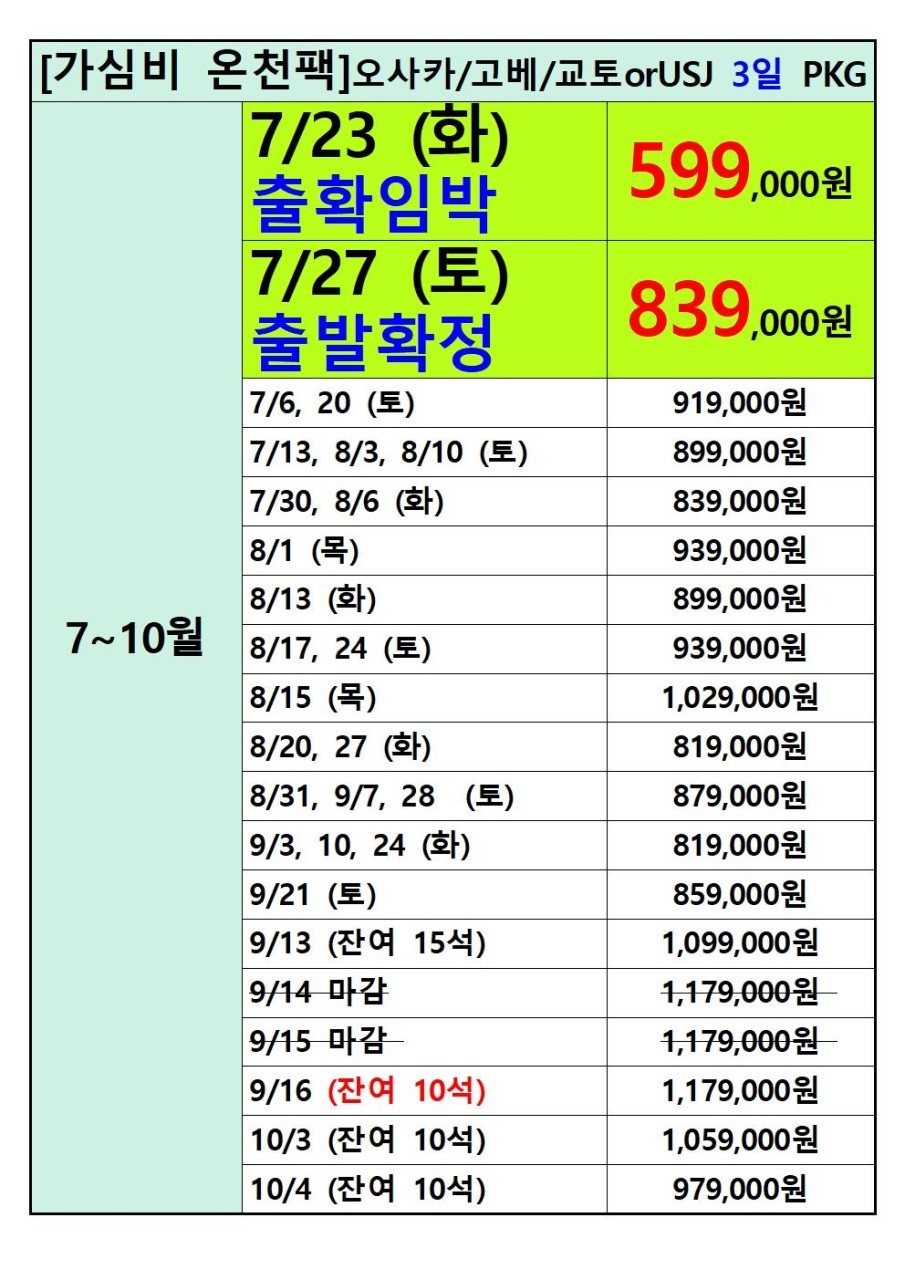 [가심비 온천팩]오사카/고베/교토orUSJ 3일 PKG
7~10월
7/23 (화)
출확임박
599,000원
7/27 (토)
출발확정
839,000원
7/6, 20 (토) 919,000원
7/13, 8/3, 8/10 (토) 899,000원
7/30, 8/6 (화) 839,000원
8/1 (목) 939,000원
8/13 (화) 899,000원
8/17, 24 (토) 939,000원
8/15 (목) 1,029,000원
8/20, 27 (화) 819,000원
8/31, 9/7, 28 (토) 879,000원
9/3, 10, 24 (화) 819,000원
9/21 (토) 859,000원
9/13 (잔여 15석) 1,099,000원
9/14 마감 1,179,000원
9/15 마감 1,179,000원
9/16 (잔여 10석) 1,179,000원
10/3 (잔여 10석) 1,059,000원
10/4 (잔여 10석) 979,000원